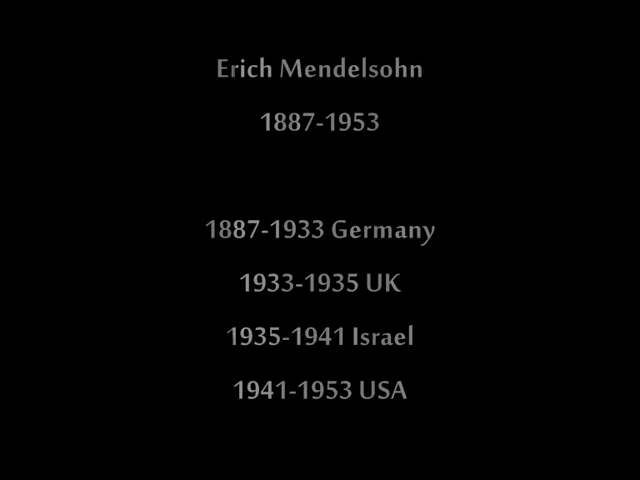 Erich Mendelsohn
1887-1953
1887-1933 Germany
1933-1935 UK
1935-1941 Israel
1941-1953 USA